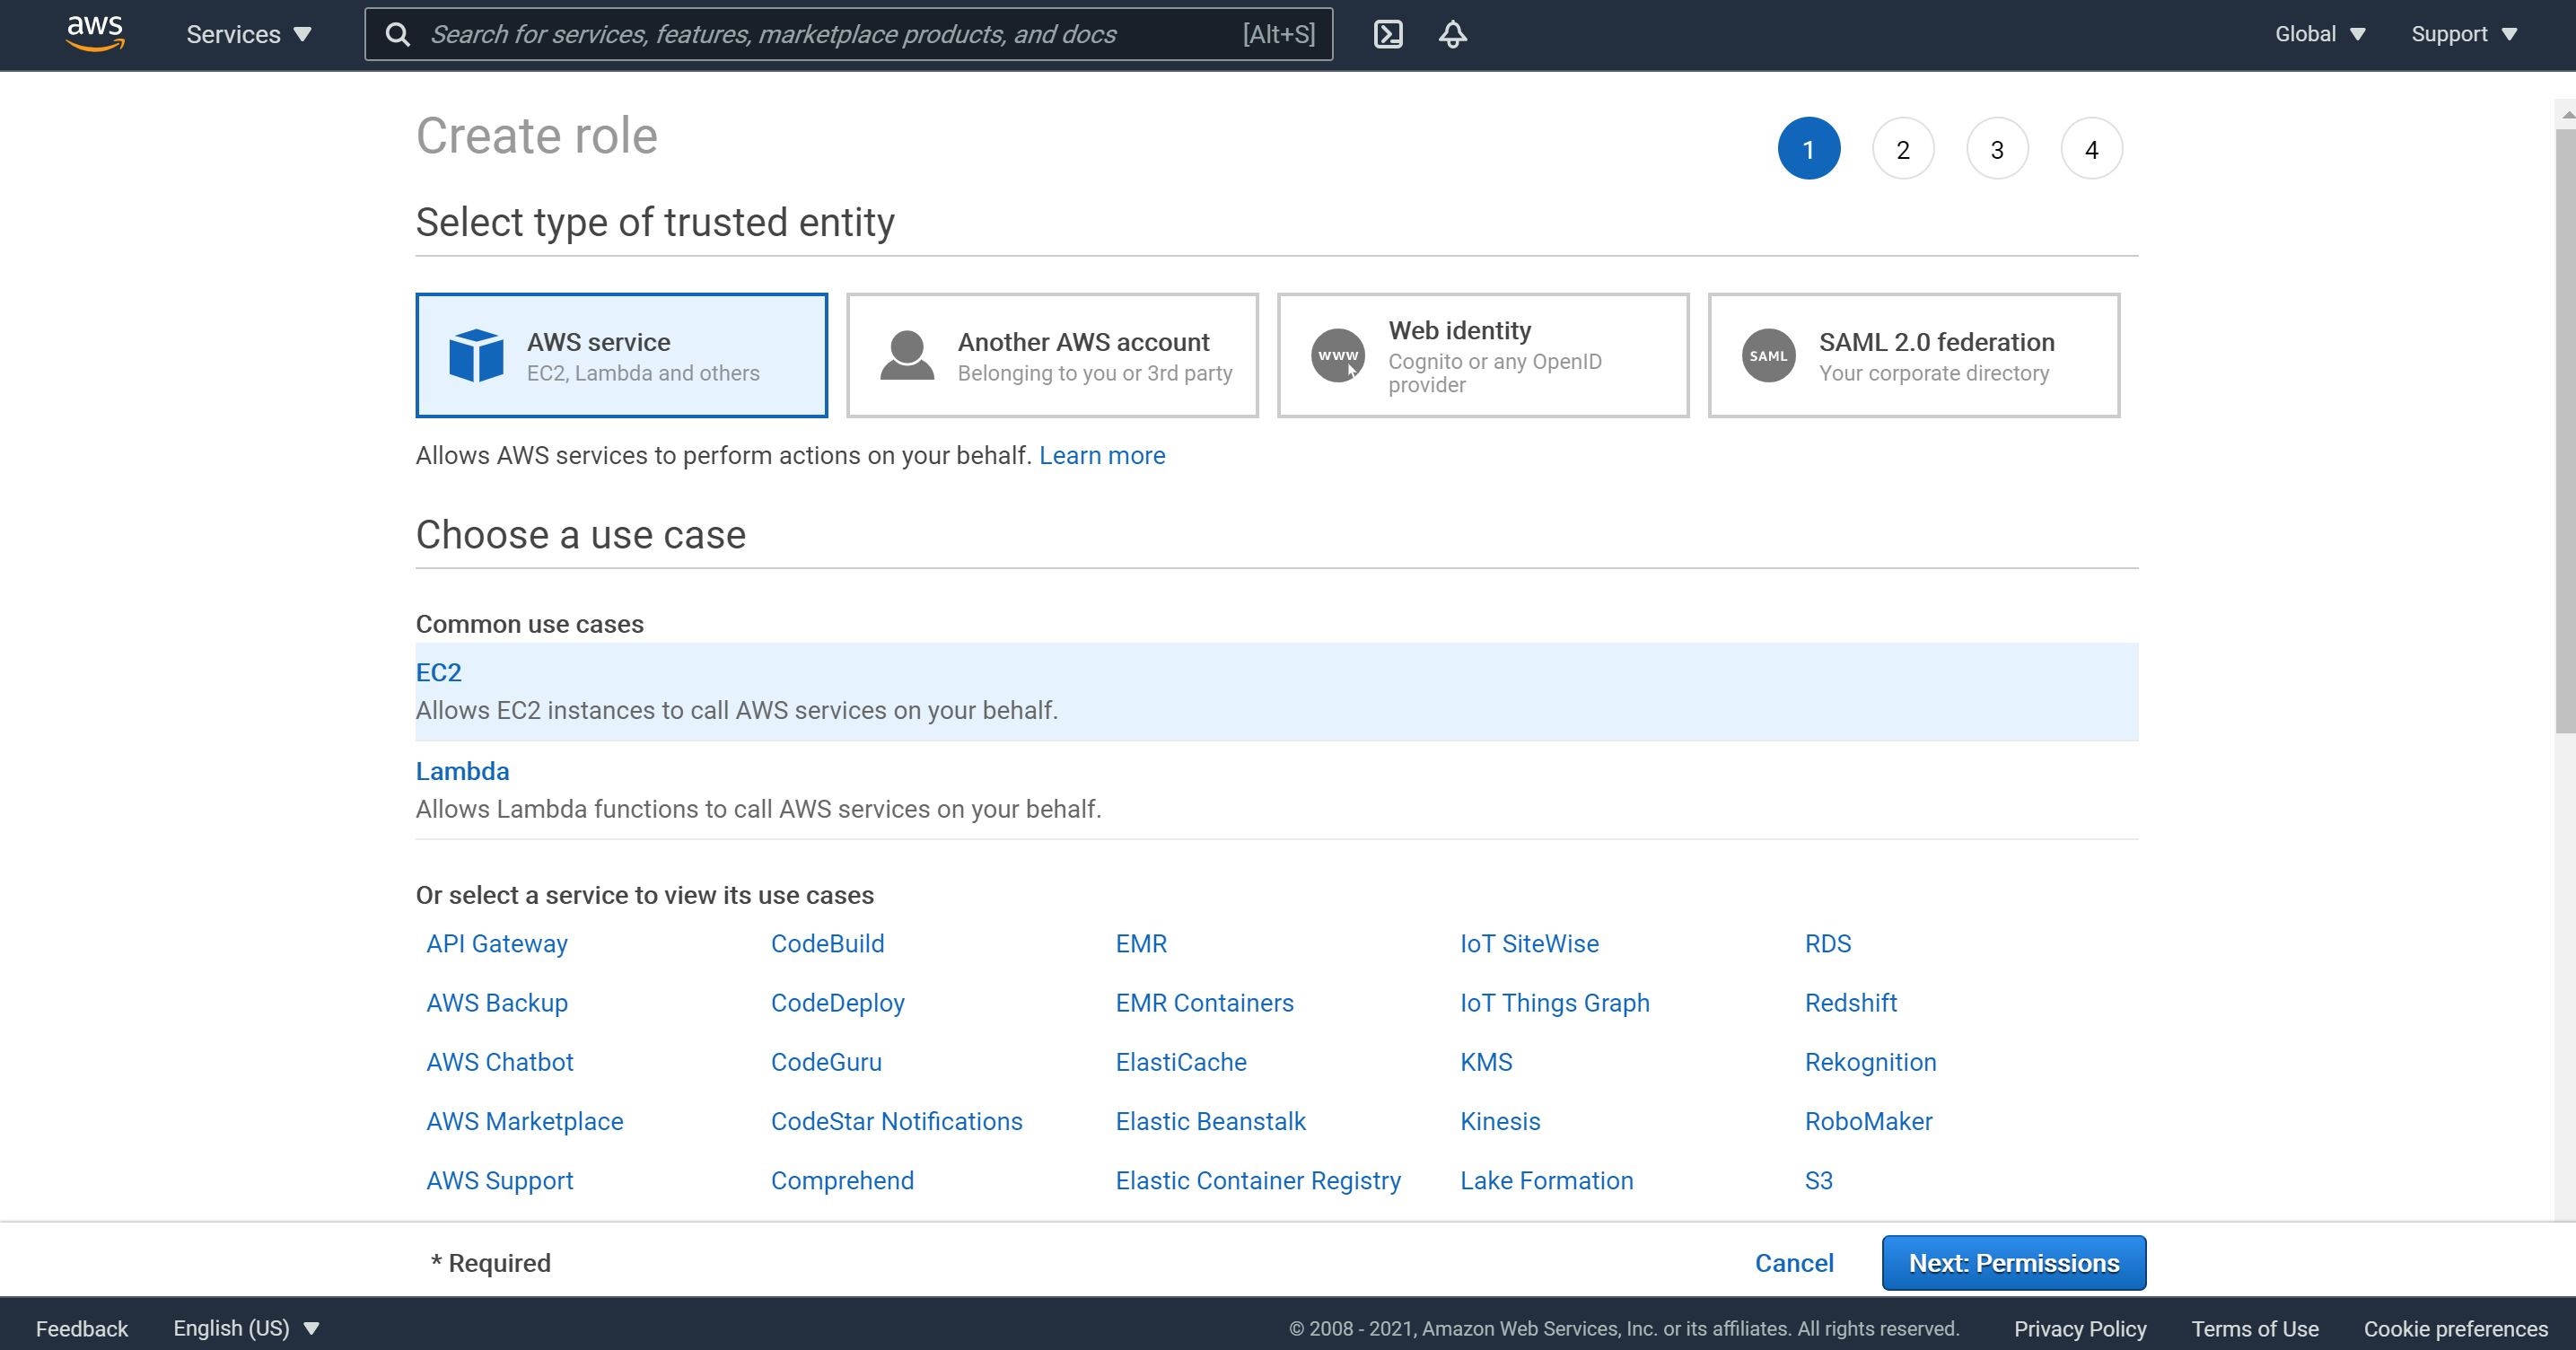 aws
Services
Search for services, features, marketplace products, and docs
[Alt+S]
Global
Support
Create role
1
2
3
4
Select type of trusted entity
AWS service
EC2, Lambda and others
Another AWS account
Belonging to you or 3rd party
www
Web identity
Cognito or any OpenID
provider
SAML
SAML 2.0 federation
Your corporate directory
Allows AWS services to perform actions on your behalf. Learn more
Choose a use case
Common use cases
EC2
Allows EC2 instances to call AWS services on your behalf.
Lambda
Allows Lambda functions to call AWS services on your behalf.
Or select a service to view its use cases
API Gateway
CodeBuild
EMR
IoT SiteWise
RDS
AWS Backup
CodeDeploy
EMR Containers
IoT Things Graph
Redshift
AWS Chatbot
CodeGuru
ElastiCache
KMS
Rekognition
AWS Marketplace
CodeStar Notifications
Elastic Beanstalk
Kinesis
RoboMaker
AWS Support
Comprehend
Elastic Container Registry
Lake Formation
S3
* Required
Cancel
Next: Permissions
Feedback
English (US)
© 2008 - 2021, Amazon Web Services, Inc. or its affiliates. All rights reserved.
Privacy Policy
Terms of Use
Cookie preferences